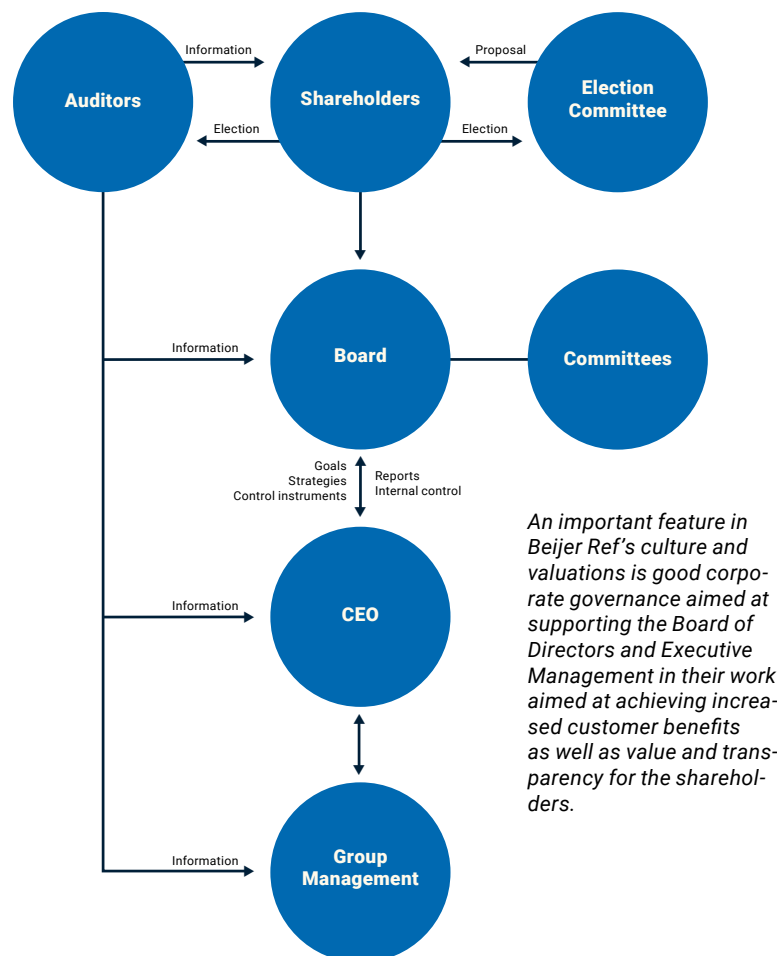 Information
Proposal
Auditors
Shareholders
Election
Committee
Election
Election
Information
Board
Committees
Goals
Strategies
Control instruments
Reports
Internal control
An important feature in
Beijer Ref’s culture and
valuations is good corpo-
rate governance aimed at
supporting the Board of
Directors and Executive
Management in their work
aimed at achieving increa-
sed customer benefits
as well as value and trans-
parency for the sharehol-
ders.
Information
CEO
Information
Group
Management